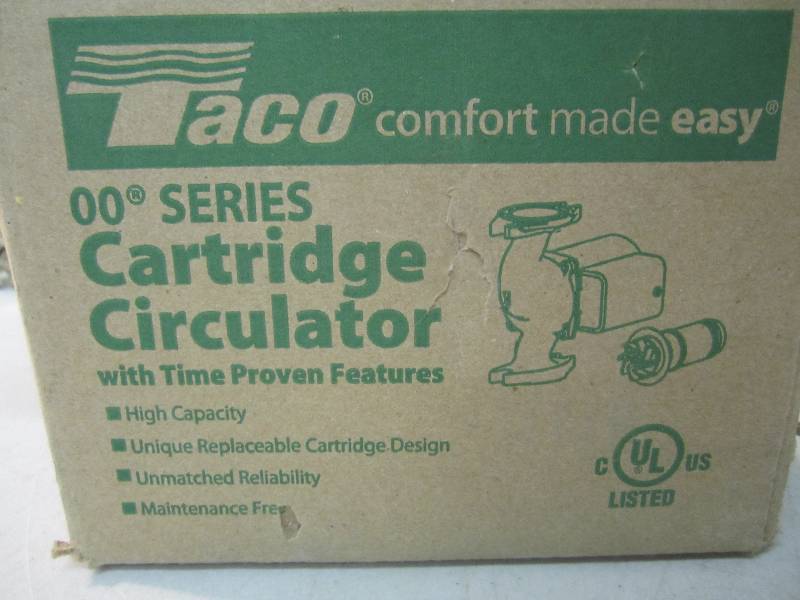 Taco® comfort made easy®
00® SERIES
Cartridge
Circulator
with Time Proven Features
■ High Capacity
■ Unique Replaceable Cartridge Design
■ Unmatched Reliability
■ Maintenance Free
C UL® US
LISTED